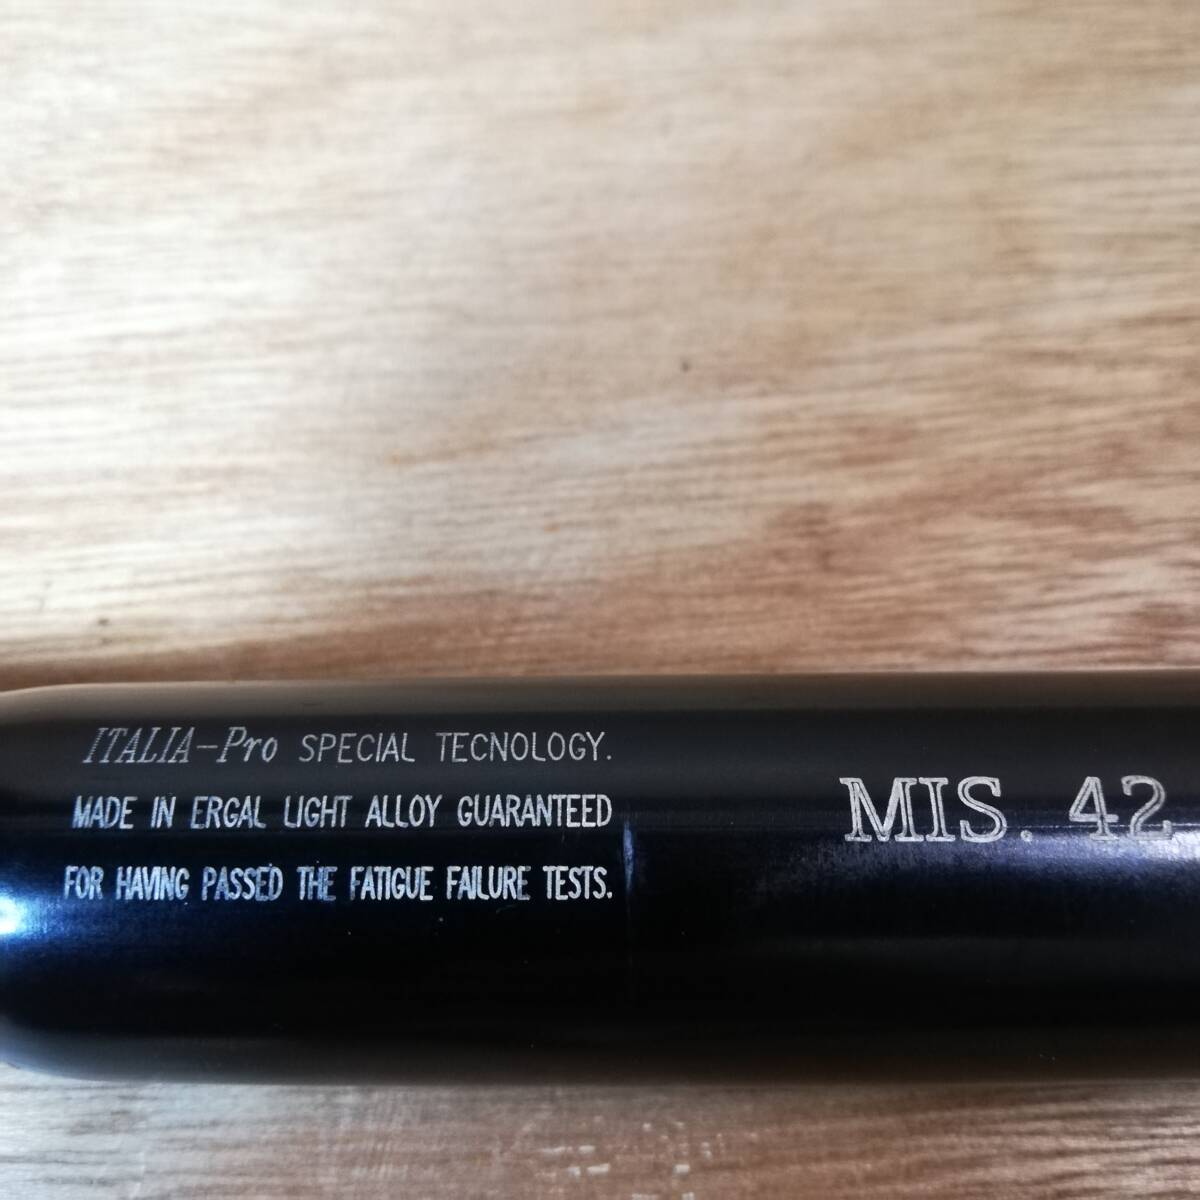 ITALIA-Pro SPECIAL TECNOLOGY.
MADE IN ERGAL LIGHT ALLOY GUARANTEED
FOR HAVING PASSED THE FATIGUE FAILURE TESTS.
MIS. 42